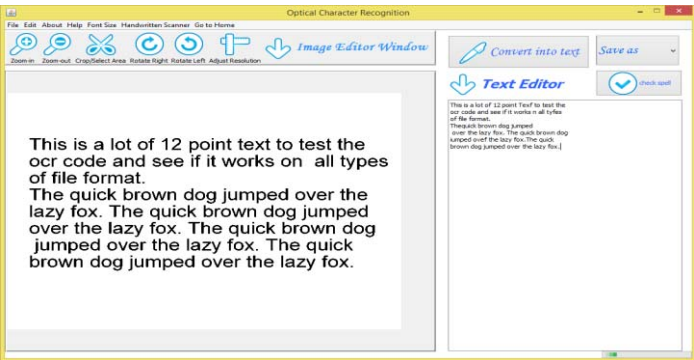 Optical Character Recognition
File Edit About Help Font Size Handwritten Scanner Go to Home
Zoom-in Zoom-out Crop/Select Area Rotate Right Rotate Left Adjust Resolution
Image Editor Window
Convert into text
Save as
Text Editor
check spell
This is a lot of 12 point text to test the
ocr code and see if it works on all types
of file format.
The quick brown dog jumped over the
lazy fox. The quick brown dog jumped
over the lazy fox. The quick brown dog
jumped over the lazy fox. The quick
brown dog jumped over the lazy fox.
This is a lot of 12 point Texf to test the
ocr code and see if it works n all types
of file format.
Thequick brown dog jumped
over the lazy fox. The quick brown dog
iumped ovef the lazy fox.The quick
brown dog jumped over the lazy fox.